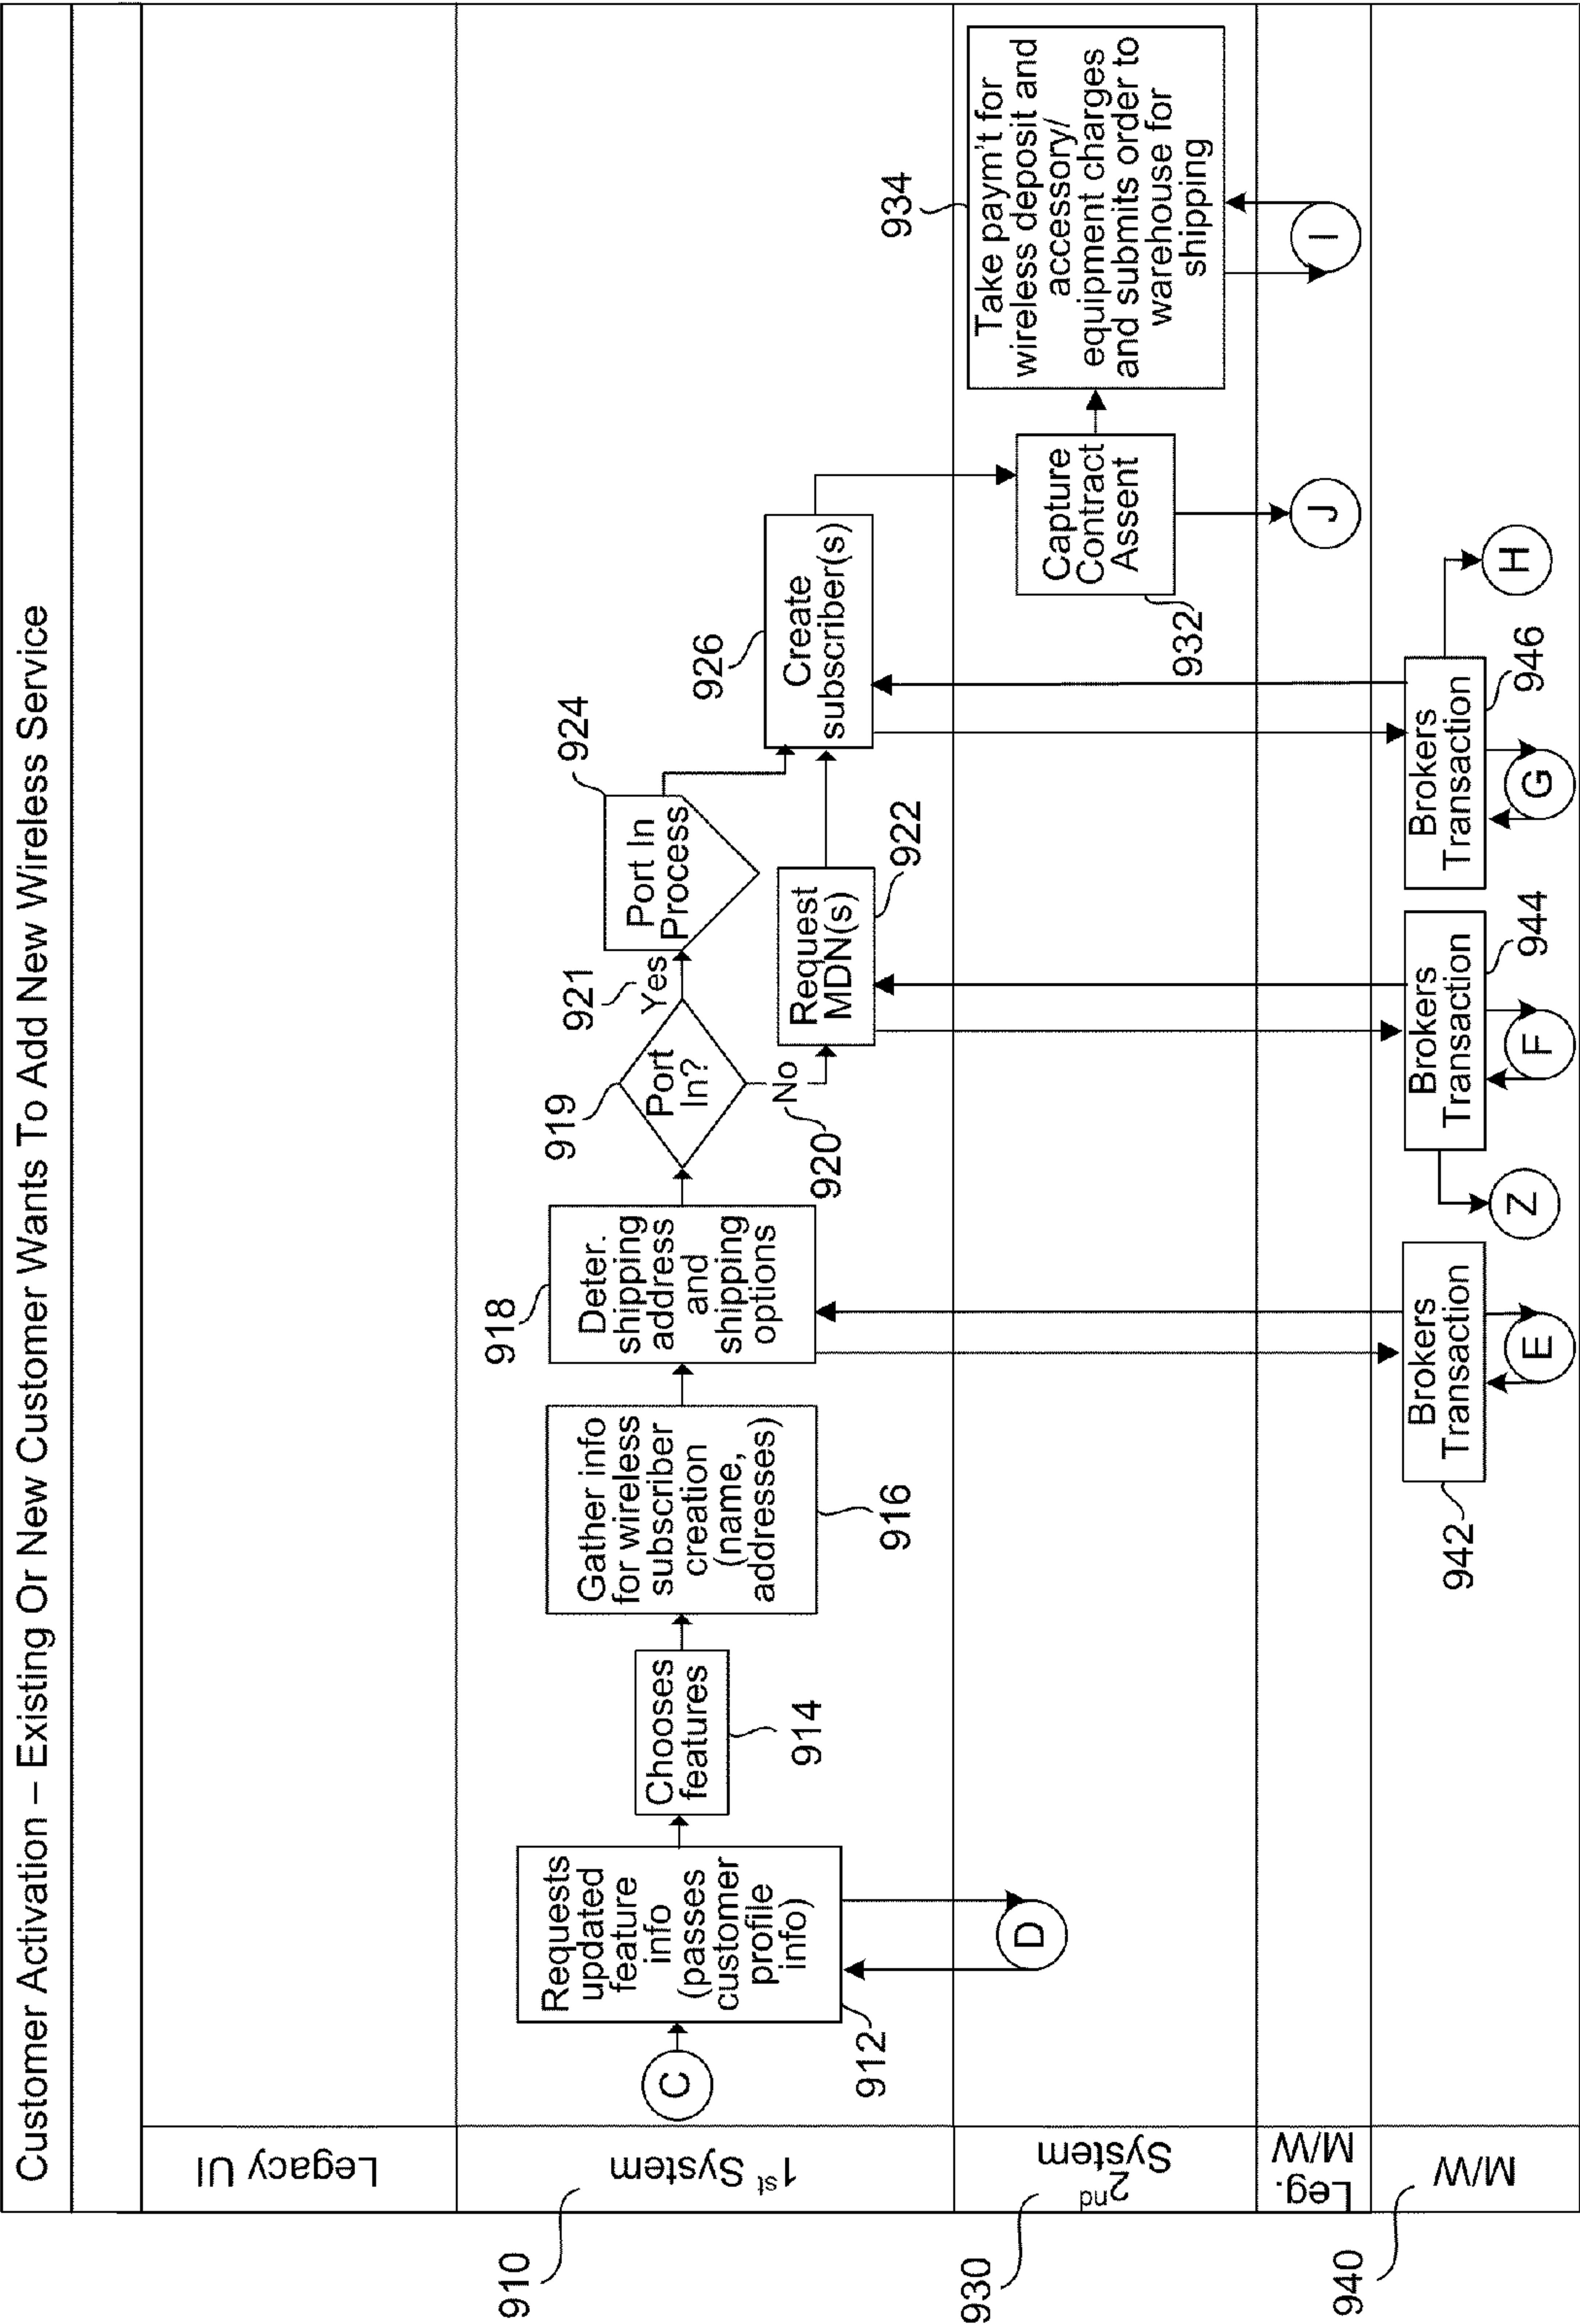 Customer Activation – Existing Or New Customer Wants To Add New Wireless Service
Legacy UI
910
1st System
C
Requests
updated
feature
info
(passes
customer
profile
info)
912
Chooses
features
914
Gather info
for wireless
subscriber
creation
(name,
addresses)
916
918
Deter.
shipping
address
and
shipping
options
919
Port
In?
921
Yes
No
920
924
Port In
Process
Request
MDN(s)
922
926
Create
subscriber(s)
930
2nd
System
D
Capture
Contract
Assent
932
934
Take paym't for
wireless deposit and
accessory/
equipment charges
and submits order to
warehouse for
shipping
Leg.
M/W
J
I
940
M/W
942
Brokers
Transaction
E
Z
Brokers
Transaction
944
F
Brokers
Transaction
946
G
H